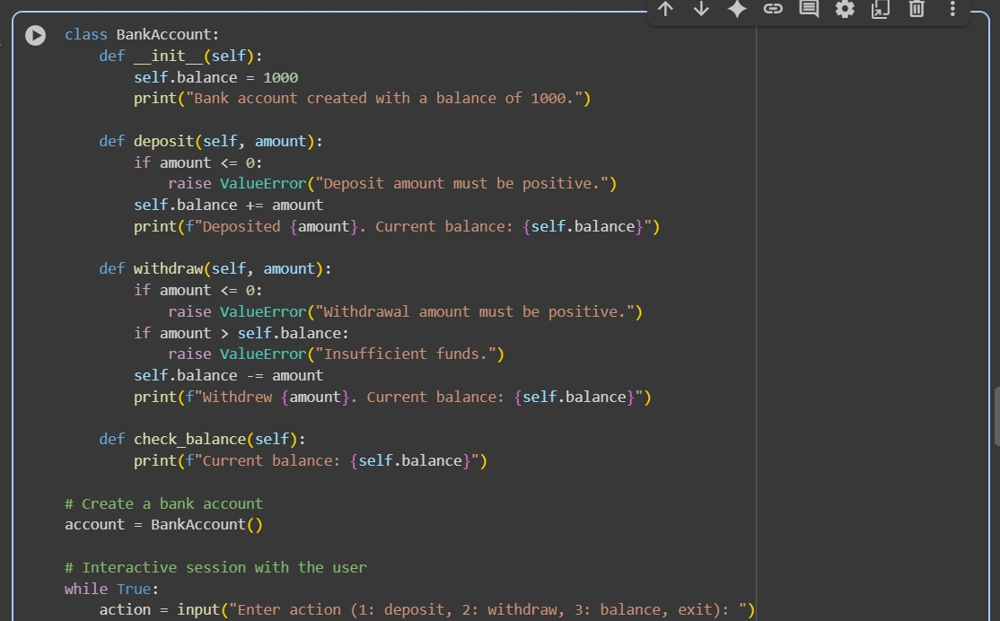 class BankAccount:
    def __init__(self):
        self.balance = 1000
        print("Bank account created with a balance of 1000.")

    def deposit(self, amount):
        if amount <= 0:
            raise ValueError("Deposit amount must be positive.")
        self.balance += amount
        print(f"Deposited {amount}. Current balance: {self.balance}")

    def withdraw(self, amount):
        if amount <= 0:
            raise ValueError("Withdrawal amount must be positive.")
        if amount > self.balance:
            raise ValueError("Insufficient funds.")
        self.balance -= amount
        print(f"Withdrew {amount}. Current balance: {self.balance}")

    def check_balance(self):
        print(f"Current balance: {self.balance}")

# Create a bank account
account = BankAccount()

# Interactive session with the user
while True:
    action = input("Enter action (1: deposit, 2: withdraw, 3: balance, exit): ")